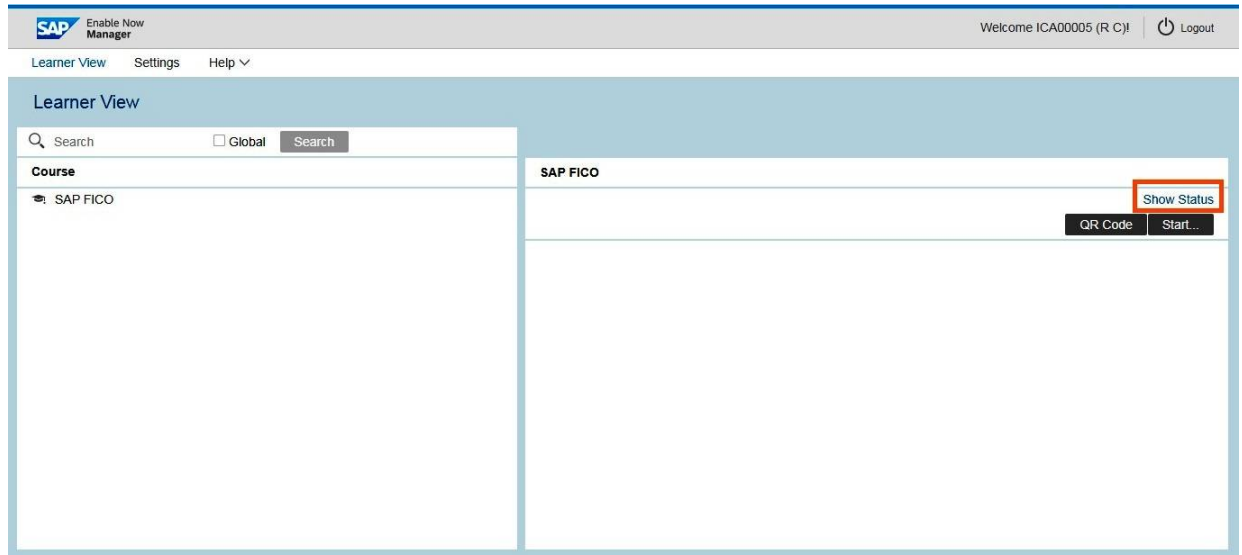 SAP Enable Now
Manager
Welcome ICA00005 (R C)!
Logout
Learner View Settings Help
Learner View
Search Global Search
Course
SAP FICO
SAP FICO
Show Status
QR Code Start...